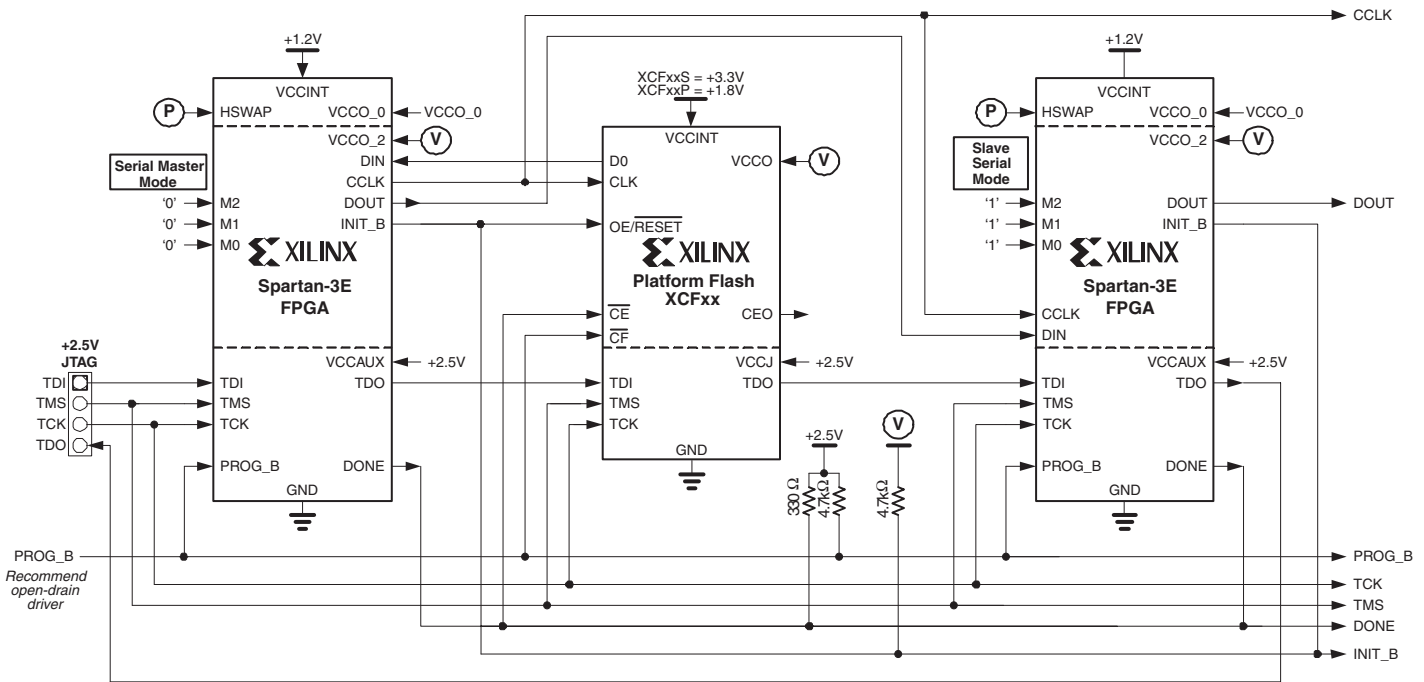 CCLK
+1.2V
+1.2V
XCFxxS = +3.3V
XCFxxP = +1.8V
P
VCCINT
HSWAP
VCCO_0
VCCO_0
VCCO_2
V
Serial Master
Mode
DIN
CCLK
DOUT
INIT_B
'0'
M2
'0'
M1
'0'
M0
XILINX
Spartan-3E
FPGA
VCCAUX
+2.5V
+2.5V
JTAG
TDI
TMS
TCK
TDO
TDI
TMS
TCK
TDO
PROG_B
DONE
GND
VCCINT
D0
VCCO
V
CLK
OE/RESET
XILINX
Platform Flash
XCFxx
CE
CEO
CF
VCCJ
+2.5V
TDI
TDO
TMS
TCK
GND
+2.5V
V
330 Ω
4.7kΩ
4.7kΩ
P
VCCINT
HSWAP
VCCO_0
VCCO_0
VCCO_2
V
Slave
Serial
Mode
'1'
M2
'1'
M1
'1'
M0
DOUT
DOUT
INIT_B
XILINX
Spartan-3E
FPGA
CCLK
DIN
VCCAUX
+2.5V
TDI
TDO
TMS
TCK
PROG_B
DONE
GND
PROG_B
Recommend
open-drain
driver
PROG_B
TCK
TMS
DONE
INIT_B